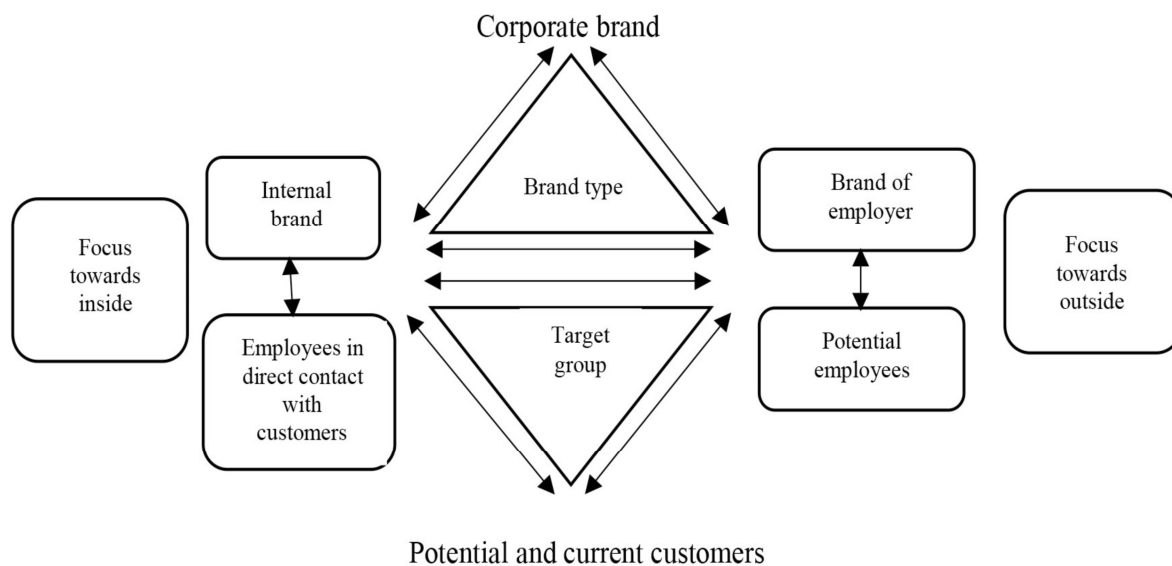 Corporate brand
Brand type
Internal
brand
Brand of
employer
Focus
towards
inside
Focus
towards
outside
Employees in
direct contact
with
customers
Target
group
Potential
employees
Potential and current customers